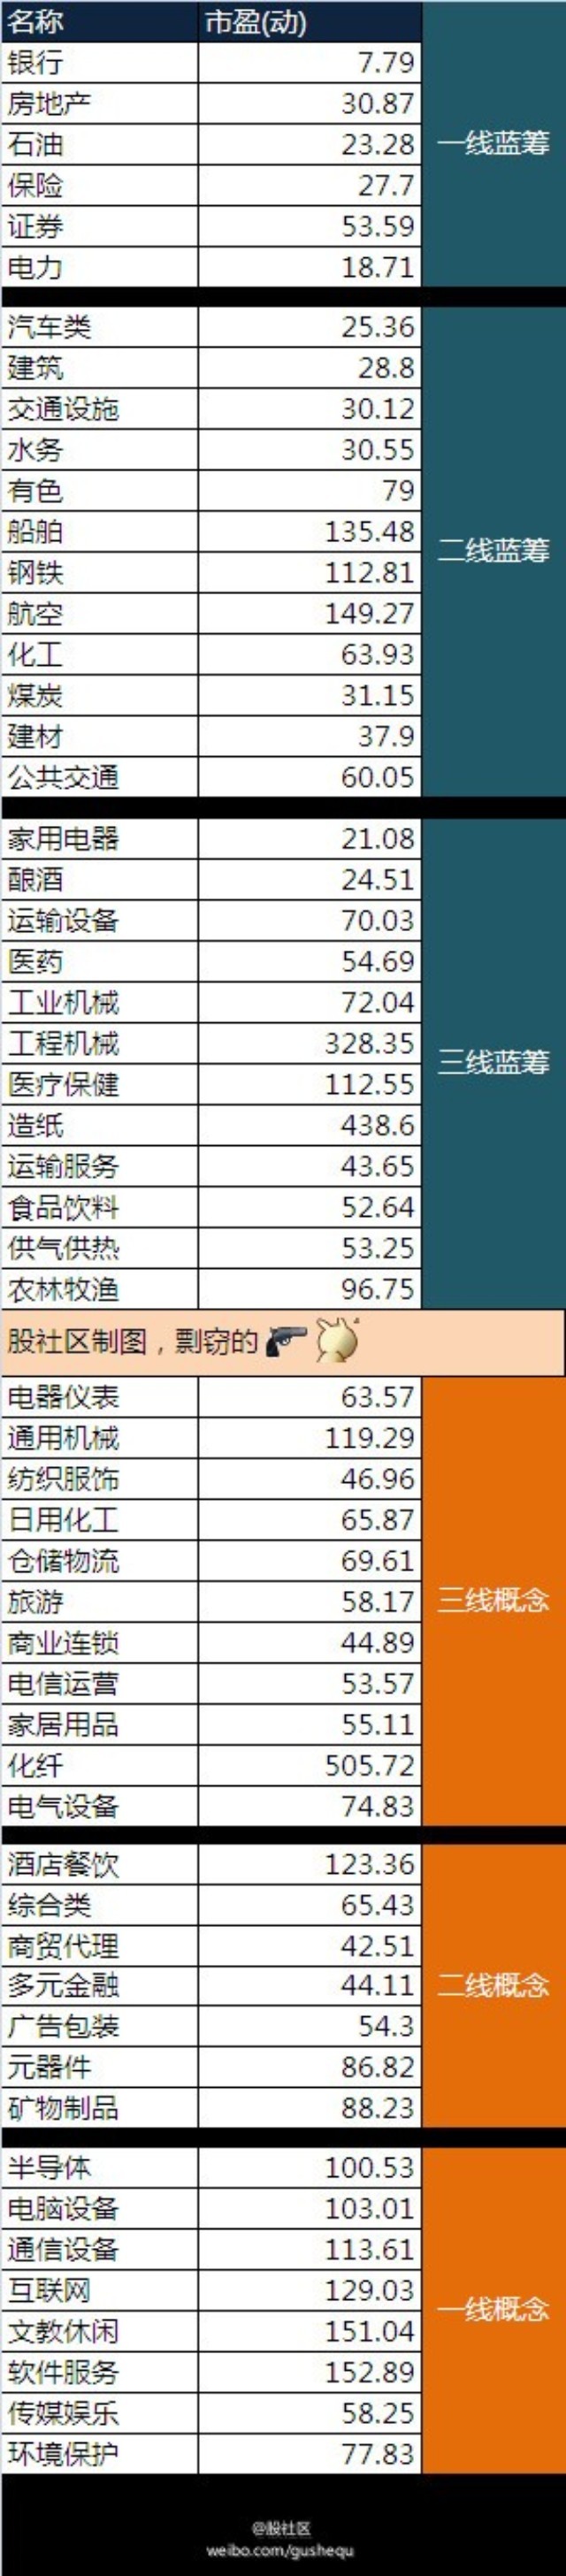 名称 市盈(动)
银行 7.79
房地产 30.87
石油 23.28
一线蓝筹
保险 27.7
证券 53.59
电力 18.71
汽车类 25.36
建筑 28.8
交通设施 30.12
水务 30.55
有色 79
船舶 135.48
二线蓝筹
钢铁 112.81
航空 149.27
化工 63.93
煤炭 31.15
建材 37.9
公共交通 60.05
家用电器 21.08
酿酒 24.51
运输设备 70.03
医药 54.69
工业机械 72.04
工程机械 328.35
三线蓝筹
医疗保健 112.55
造纸 438.6
运输服务 43.65
食品饮料 52.64
供气供热 53.25
农林牧渔 96.75
股社区制图，剽窃的
电器仪表 63.57
通用机械 119.29
纺织服饰 46.96
日用化工 65.87
仓储物流 69.61
旅游 58.17
三线概念
商业连锁 44.89
电信运营 53.57
家居用品 55.11
化纤 505.72
电气设备 74.83
酒店餐饮 123.36
综合类 65.43
商贸代理 42.51
多元金融 44.11
二线概念
广告包装 54.3
元器件 86.82
矿物制品 88.23
半导体 100.53
电脑设备 103.01
通信设备 113.61
互联网 129.03
一线概念
文教休闲 151.04
软件服务 152.89
传媒娱乐 58.25
环境保护 77.83
@股社区
weibo.com/gushequ